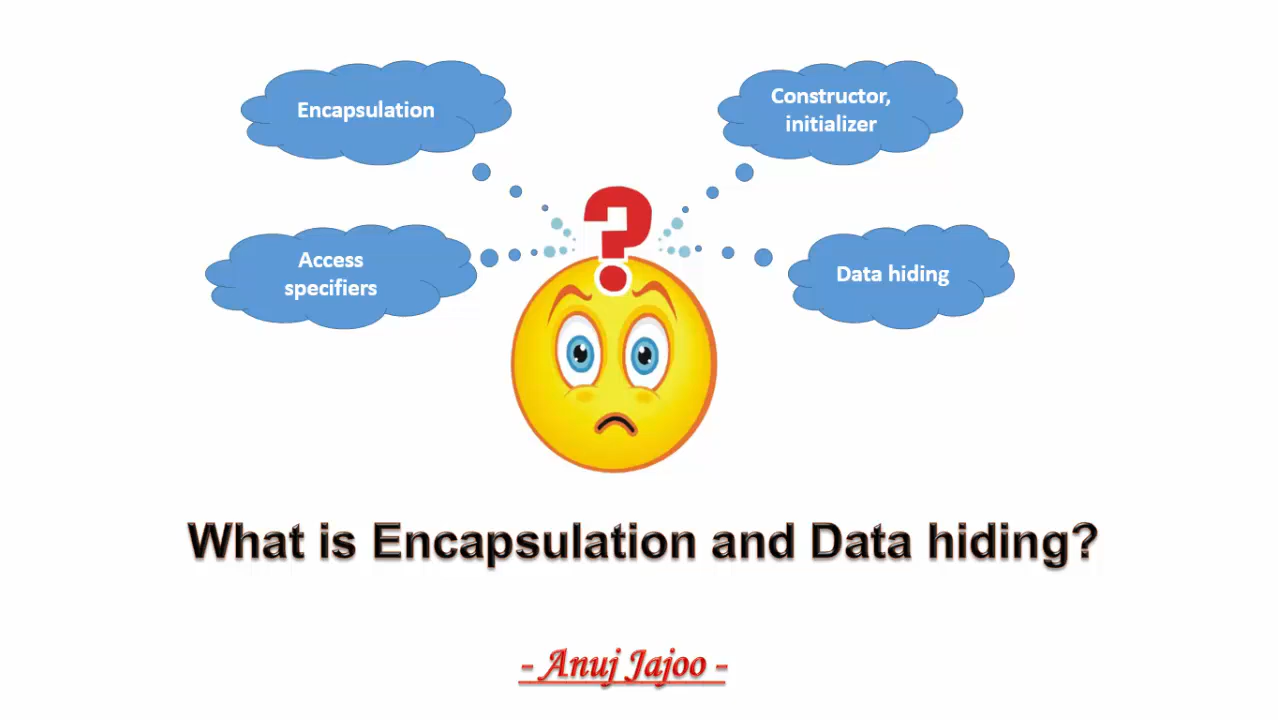 Encapsulation
Constructor,
initializer
Access
specifiers
Data hiding
?
What is Encapsulation and Data hiding?
- Anuj Jajoo -